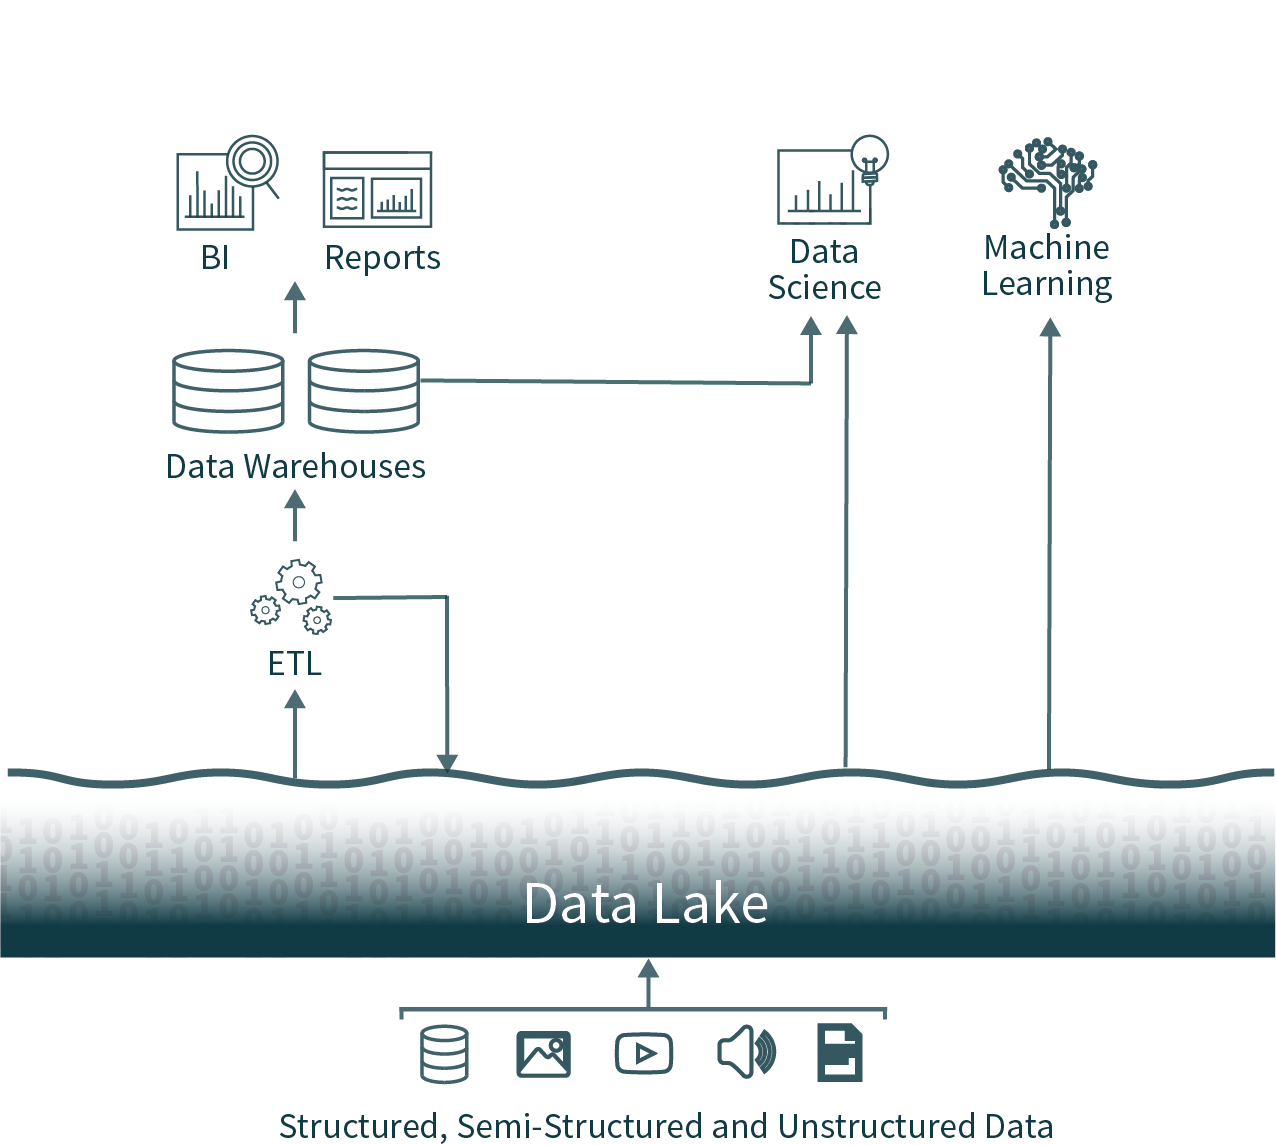 BI
Reports
Data
Science
Machine
Learning
Data Warehouses
ETL
Data Lake
Structured, Semi-Structured and Unstructured Data